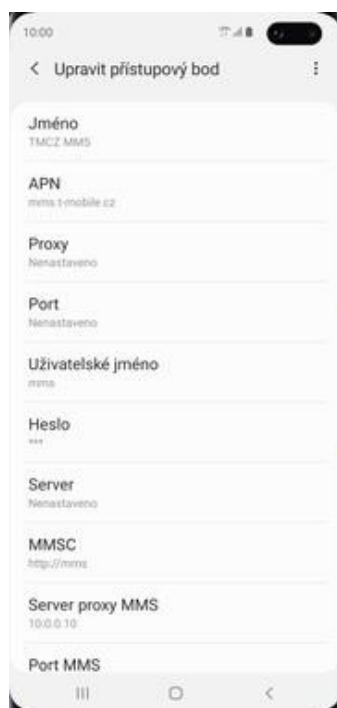 10:00
Upravit přístupový bod
Jméno
TMCZ MMS
APN
mms.t-mobile.cz
Proxy
Nenastaveno
Port
Nenastaveno
Uživatelské jméno
mms
Heslo
***
Server
Nenastaveno
MMSC
http://mms
Server proxy MMS
10.0.0.10
Port MMS